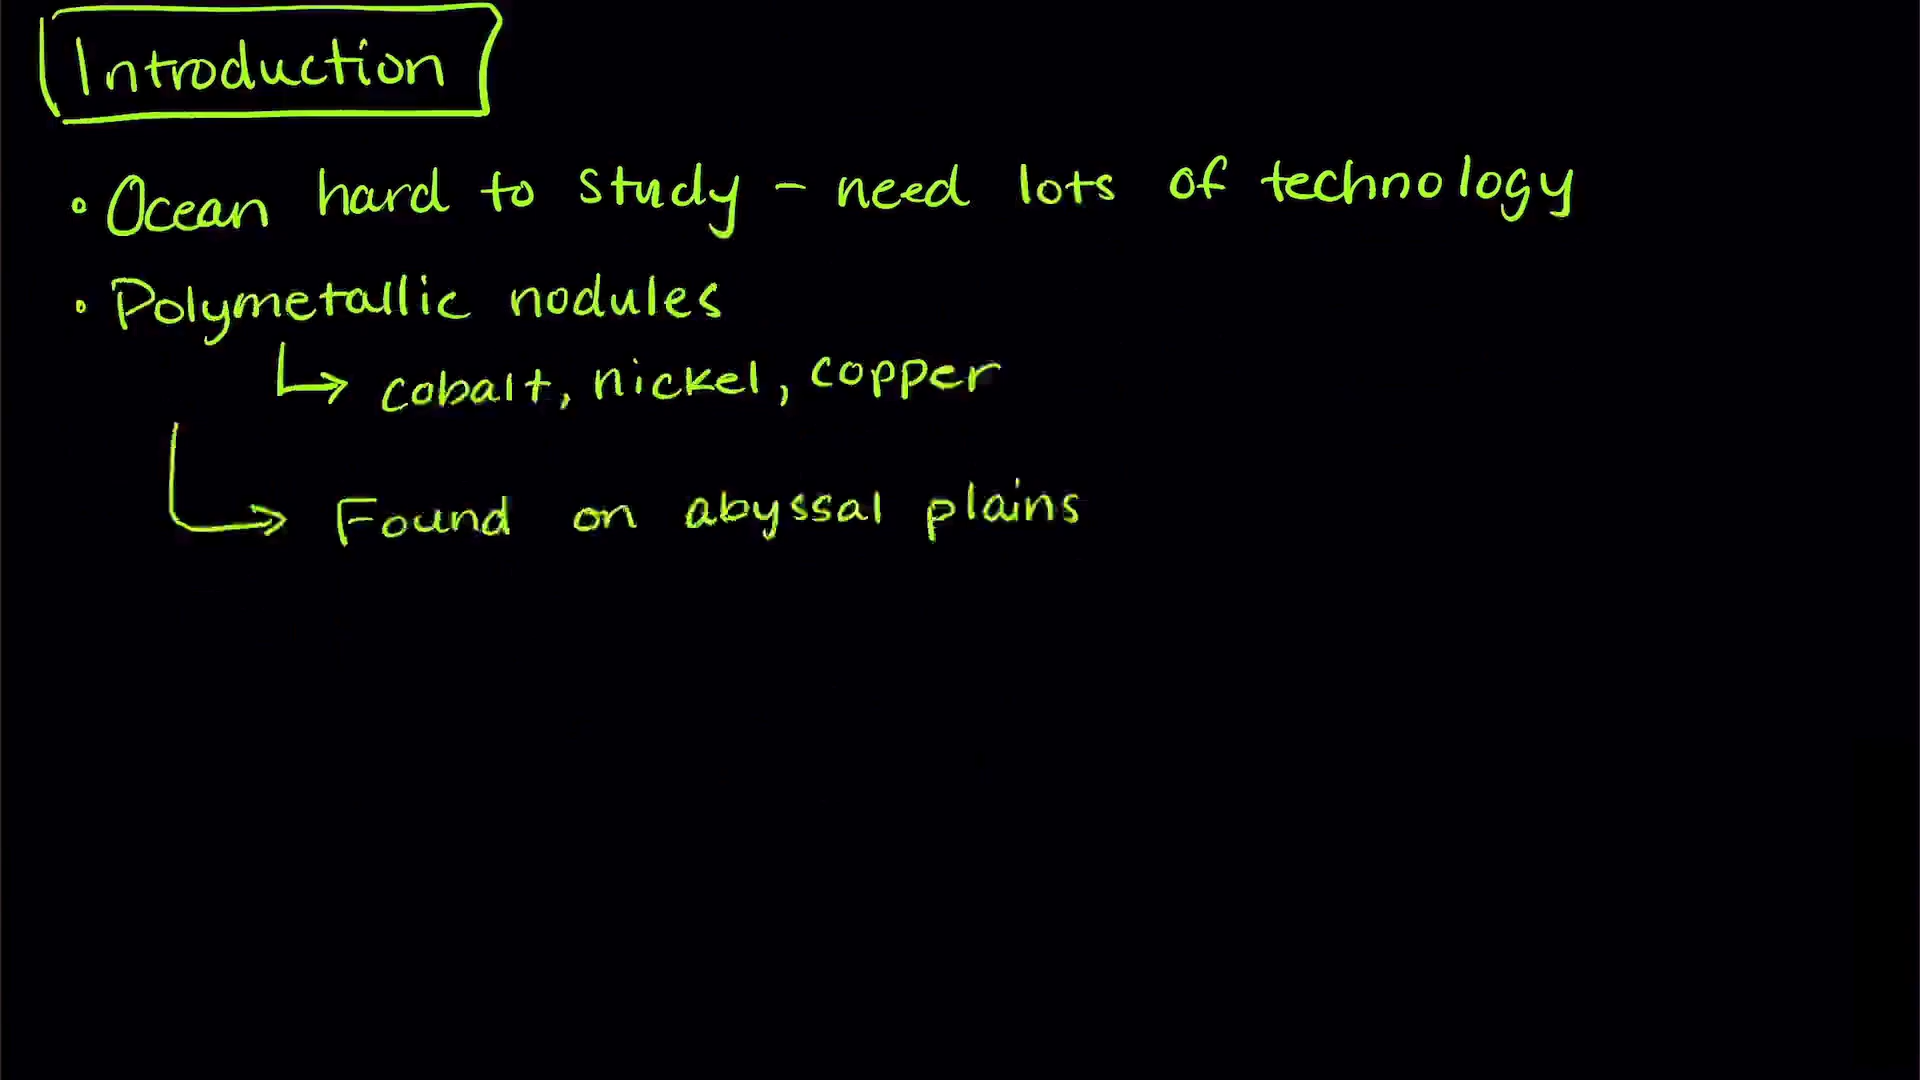 Introduction
• Ocean hard to study - need lots of technology
• Polymetallic nodules
↳ cobalt, nickel, copper
↳ Found on abyssal plains